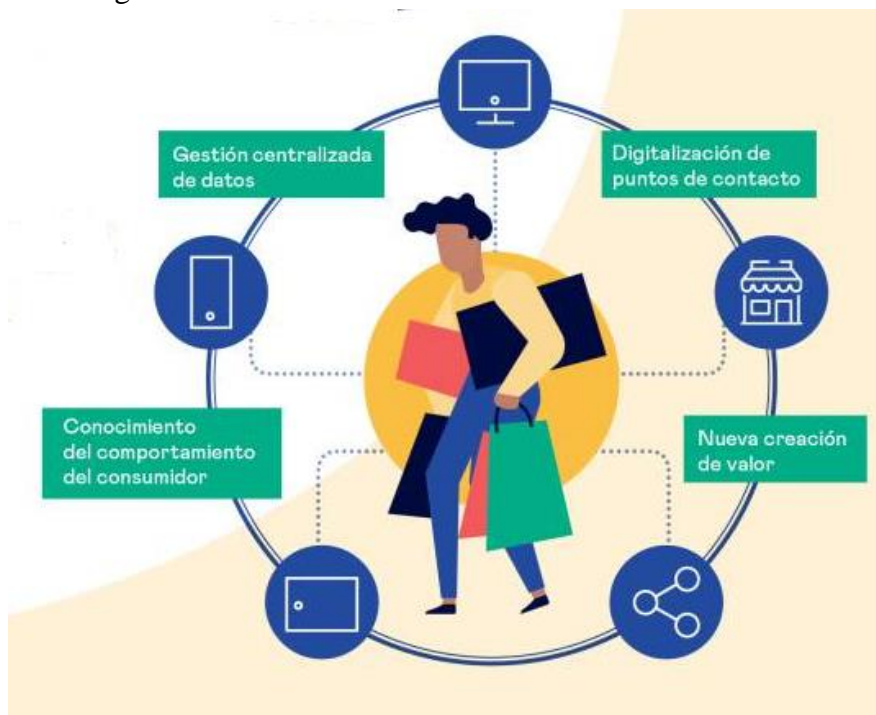 Gestión centralizada
de datos
Digitalización de
puntos de contacto
Conocimiento
del comportamiento
del consumidor
Nueva creación
de valor